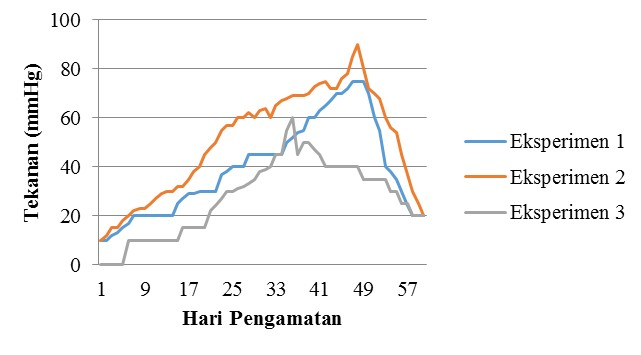 100
80
60
40
20
0
Tekanan (mmHg)
1 9 17 25 33 41 49 57
Hari Pengamatan
Eksperimen 1
Eksperimen 2
Eksperimen 3